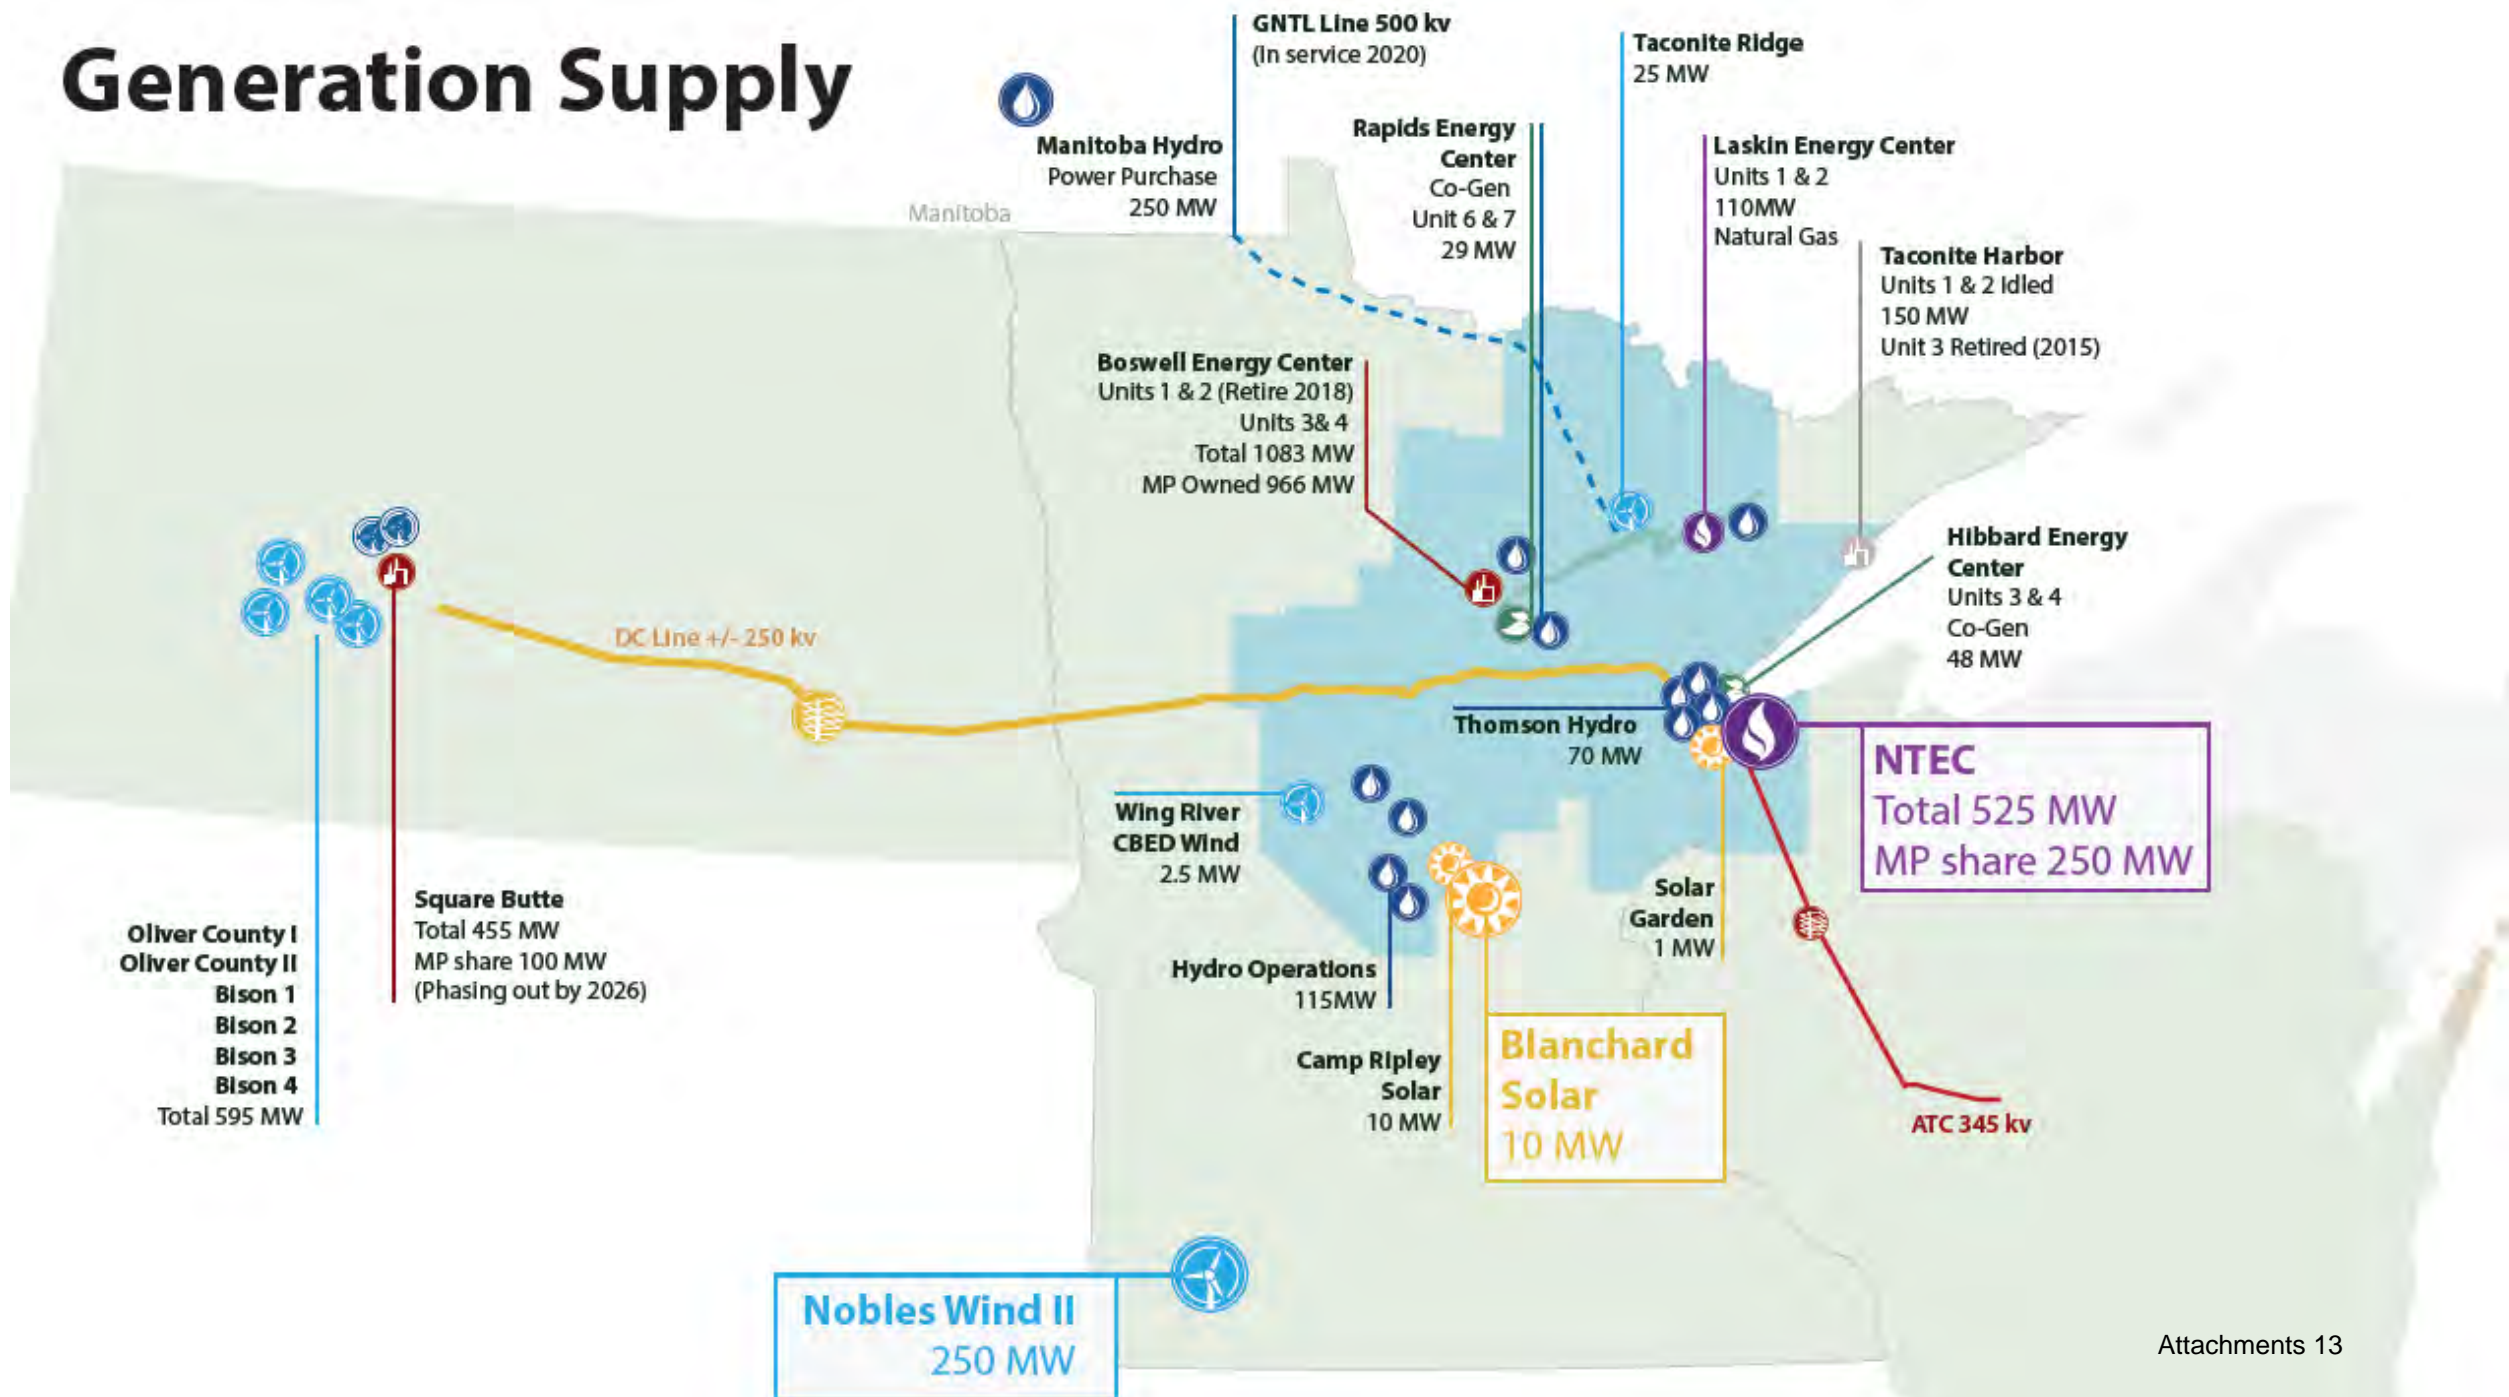 Generation Supply
GNTL Line 500 kv
(In service 2020)
Taconite Ridge
25 MW
Manitoba Hydro
Power Purchase
250 MW
Manitoba
Rapids Energy
Center
Co-Gen
Unit 6 & 7
29 MW
Laskin Energy Center
Units 1 & 2
110MW
Natural Gas
Taconite Harbor
Units 1 & 2 Idled
150 MW
Unit 3 Retired (2015)
Boswell Energy Center
Units 1 & 2 (Retire 2018)
Units 3& 4
Total 1083 MW
MP Owned 966 MW
Hibbard Energy
Center
Units 3 & 4
Co-Gen
48 MW
DC Line +/- 250 kv
Thomson Hydro
70 MW
NTEC
Total 525 MW
MP share 250 MW
Wing River
CBED Wind
2.5 MW
Solar
Garden
1 MW
Square Butte
Total 455 MW
MP share 100 MW
(Phasing out by 2026)
Oliver County I
Oliver County II
Bison 1
Bison 2
Bison 3
Bison 4
Total 595 MW
Hydro Operations
115MW
Camp Ripley
Solar
10 MW
Blanchard
Solar
10 MW
ATC 345 kv
Nobles Wind II
250 MW
Attachments 13